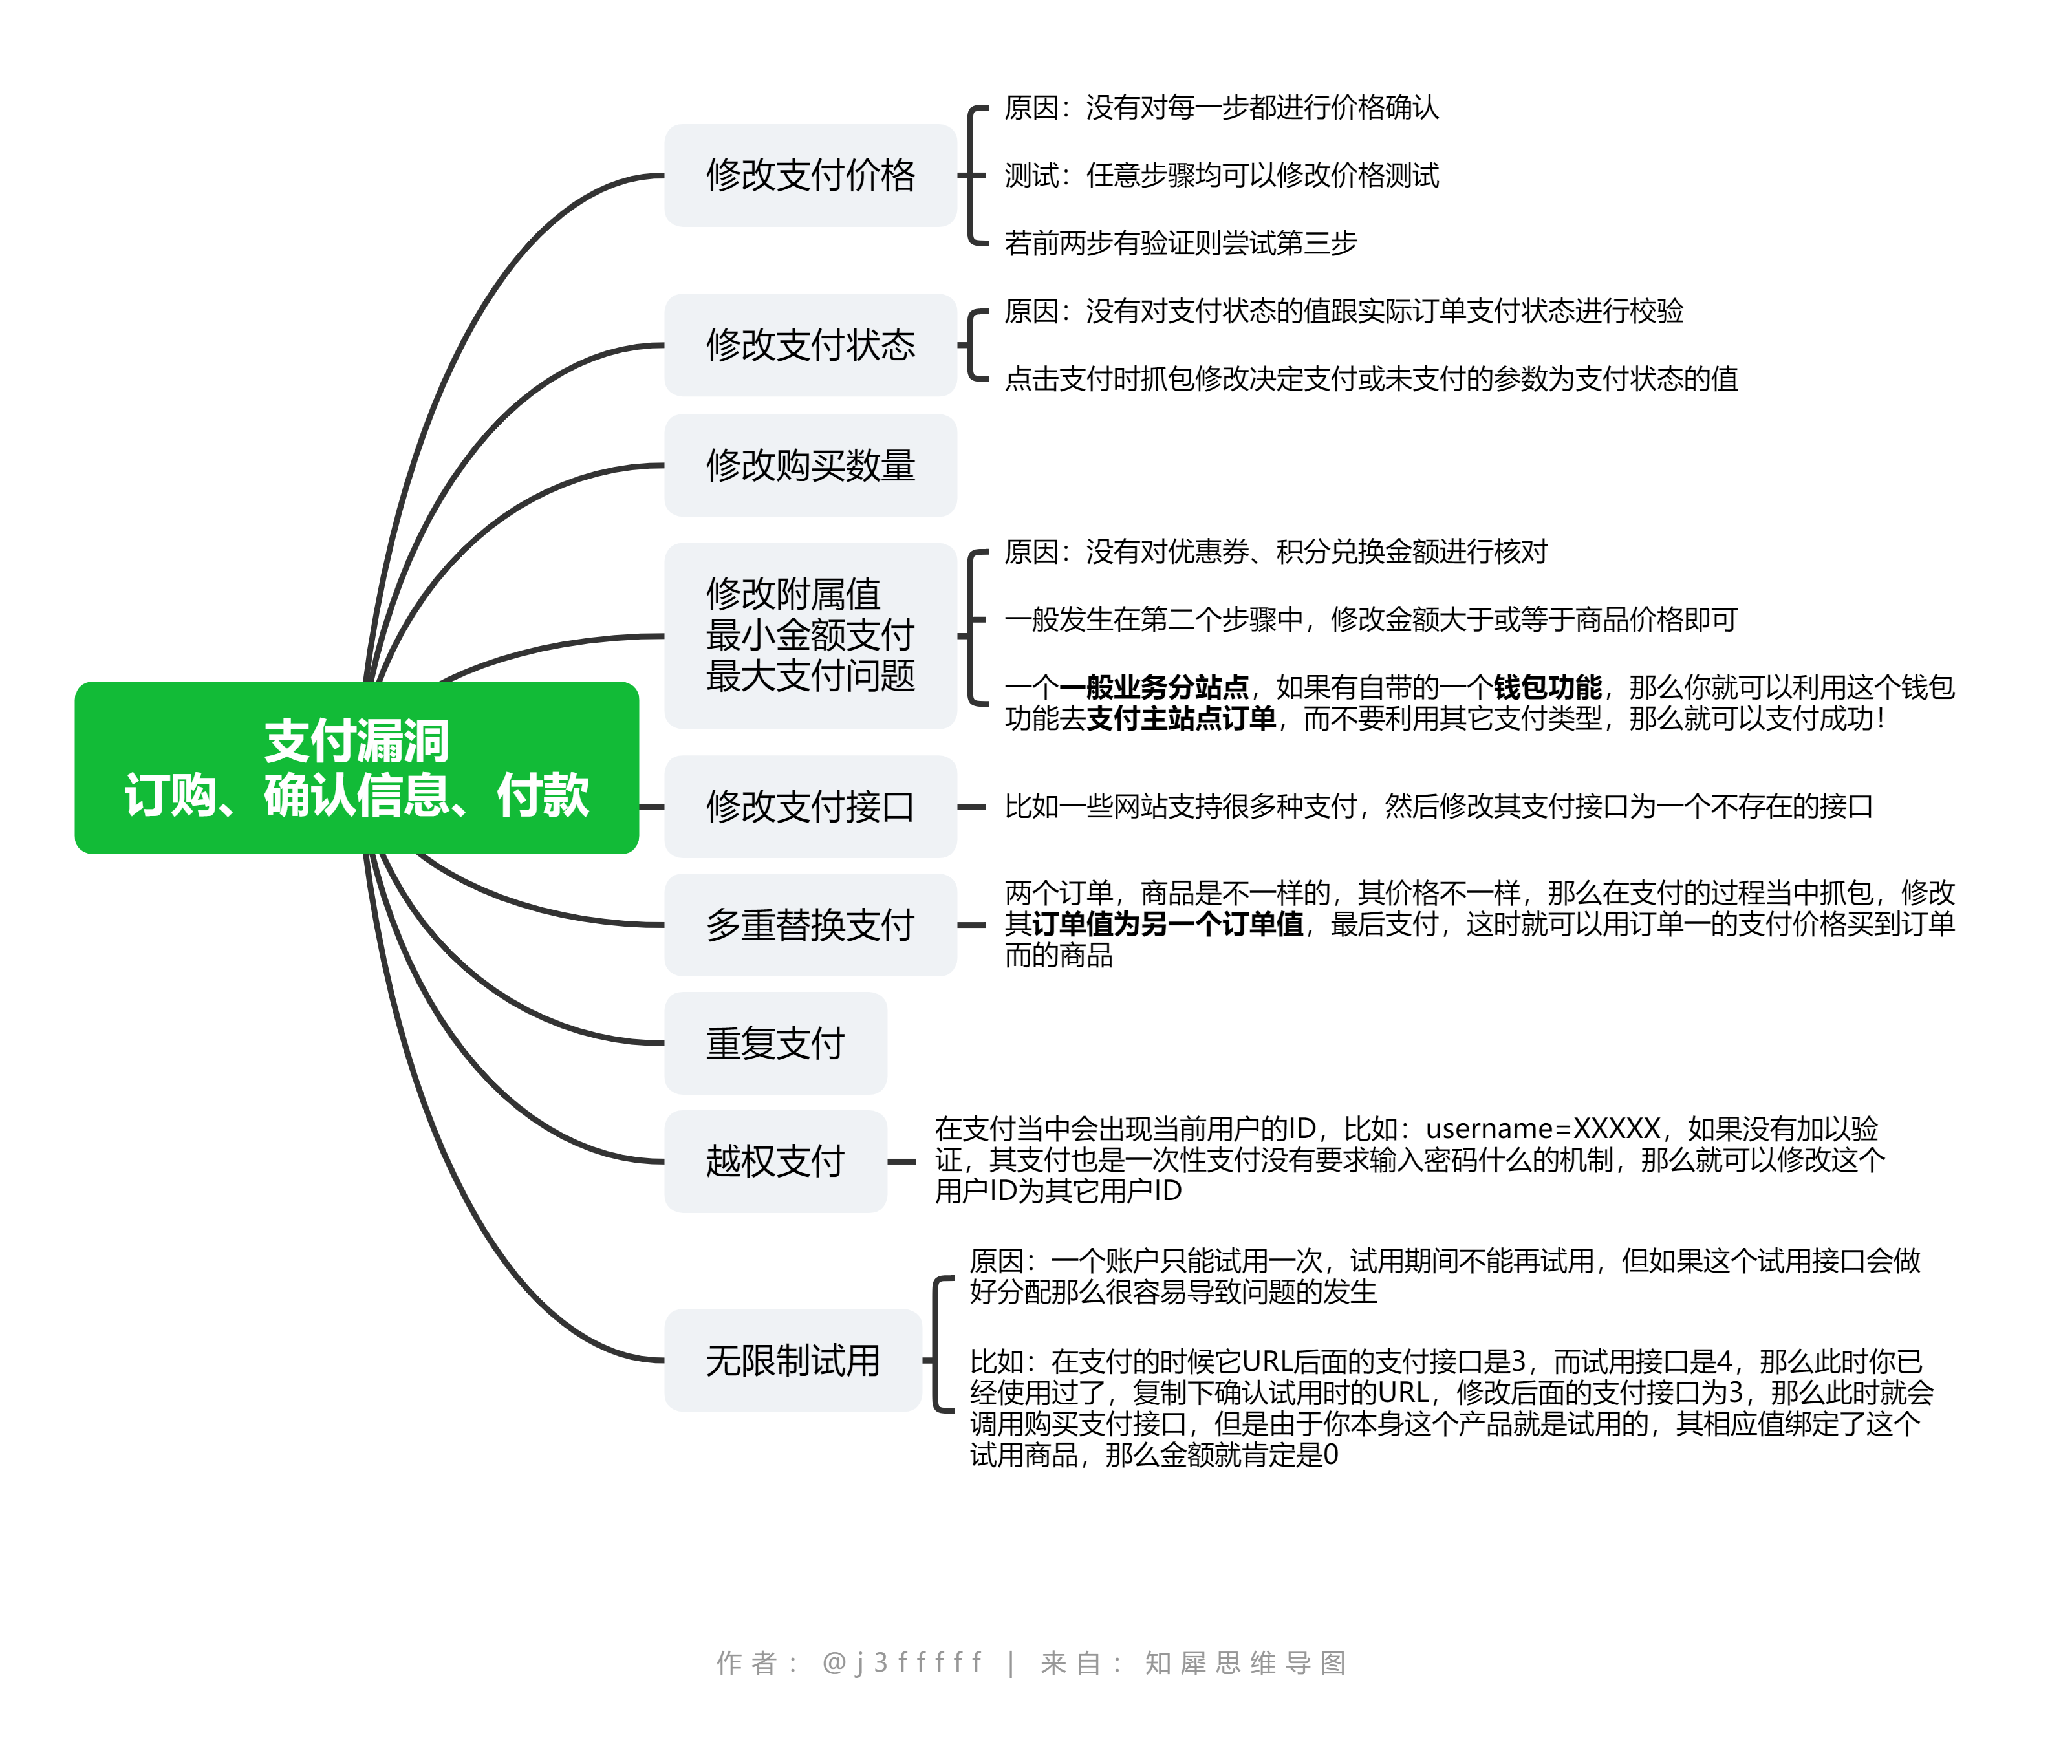 支付漏洞
订购、确认信息、付款
修改支付价格
原因：没有对每一步都进行价格确认
测试：任意步骤均可以修改价格测试
若前两步有验证则尝试第三步
修改支付状态
原因：没有对支付状态的值跟实际订单支付状态进行校验
点击支付时抓包修改决定支付或未支付的参数为支付状态的值
修改购买数量
修改附属值
最小金额支付
最大支付问题
原因：没有对优惠券、积分兑换金额进行核对
一般发生在第二个步骤中，修改金额大于或等于商品价格即可
一个一般业务分站点，如果有自带的一个钱包功能，那么你就可以利用这个钱包
功能去支付主站点订单，而不要利用其它支付类型，那么就可以支付成功！
修改支付接口
比如一些网站支持很多种支付，然后修改其支付接口为一个不存在的接口
多重替换支付
两个订单，商品是不一样的，其价格不一样，那么在支付的过程当中抓包，修改
其订单值为另一个订单值，最后支付，这时就可以用订单一的支付价格买到订单
而的商品
重复支付
越权支付
在支付当中会出现当前用户的ID，比如：username=XXXXX，如果没有加以验
证，其支付也是一次性支付没有要求输入密码什么的机制，那么就可以修改这个
用户ID为其它用户ID
无限制试用
原因：一个账户只能试用一次，试用期间不能再试用，但如果这个试用接口会做
好分配那么很容易导致问题的发生
比如：在支付的时候它URL后面的支付接口是3，而试用接口是4，那么此时你已
经使用过了，复制下确认试用时的URL，修改后面的支付接口为3，那么此时就会
调用购买支付接口，但是由于你本身这个产品就是试用的，其相应值绑定了这个
试用商品，那么金额就肯定是0
作者：@j3fffff | 来自：知犀思维导图